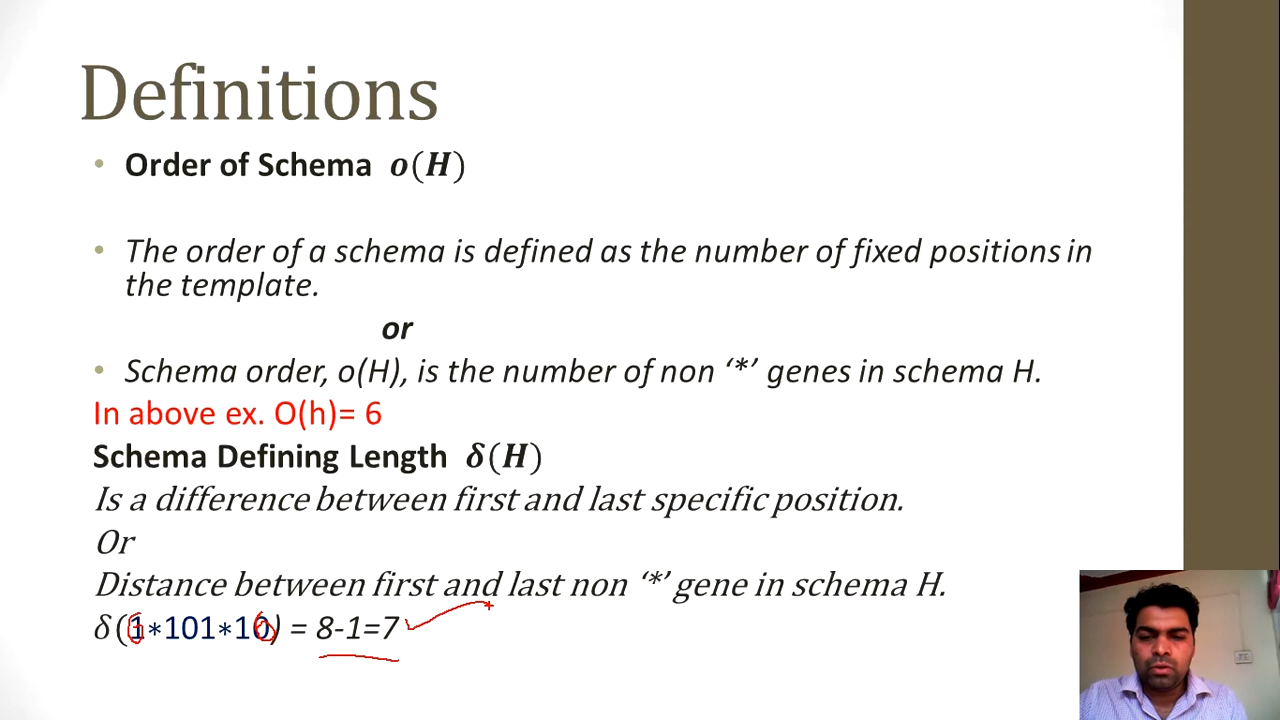 Definitions
• Order of Schema o(H)
• The order of a schema is defined as the number of fixed positions in
the template.
or
• Schema order, o(H), is the number of non ‘*’ genes in schema H.
In above ex. O(h)= 6
Schema Defining Length δ(H)
Is a difference between first and last specific position.
Or
Distance between first and last non ‘*’ gene in schema H.
δ(1*101*10) = 8-1=7